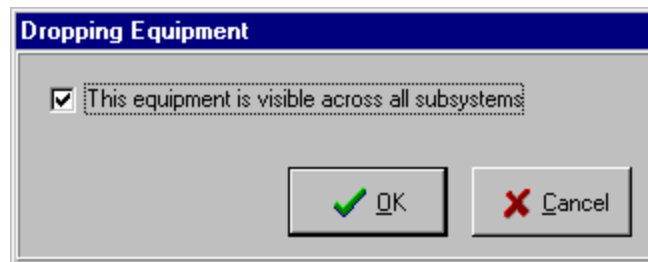 Dropping Equipment
This equipment is visible across all subsystems
OK
Cancel